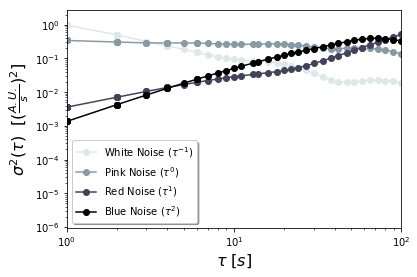 σ²(τ) [(A.U./s)²]
10⁰
10⁻¹
10⁻²
10⁻³
10⁻⁴
10⁻⁵
10⁻⁶
White Noise (τ⁻¹)
Pink Noise (τ⁰)
Red Noise (τ¹)
Blue Noise (τ²)
10⁰ 10¹ 10²
τ [s]